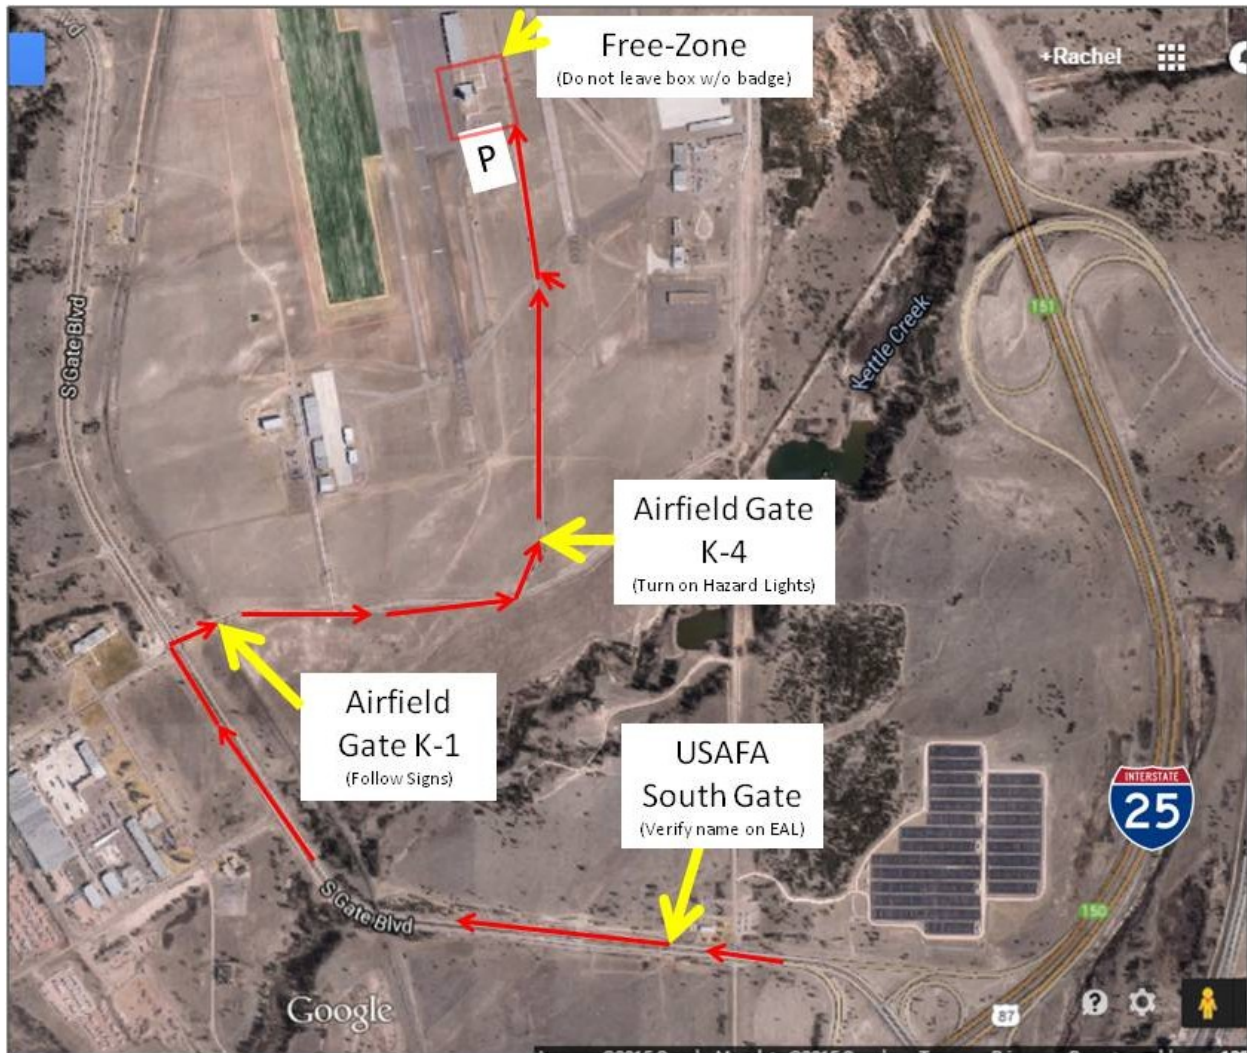 vd
Free-Zone
(Do not leave box w/o badge)
+Rachel
P
S Gate Blvd
151
Kettle Creek
Airfield Gate
K-4
(Turn on Hazard Lights)
Airfield
Gate K-1
(Follow Signs)
USAFA
South Gate
(Verify name on EAL)
INTERSTATE
25
S Gate Blvd
150
Google
87
?